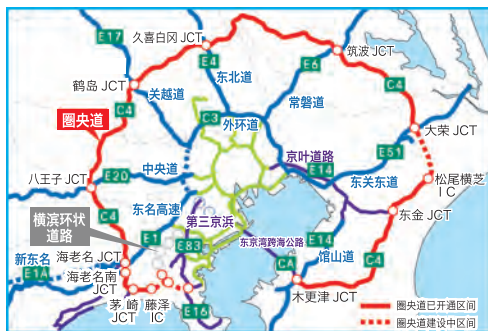 久喜白冈 JCT
E17
E4
筑波 JCT
E6
C4
鹤岛 JCT
关越道
东北道
常磐道
C4
圈央道
C3
外环道
大荣 JCT
京叶道路
E51
中央道
E20
八王子 JCT
E14
东关东道
松尾横芝
IC
C4
东名高速
第三京浜
东金 JCT
横滨环状
道路
E1
E83
东京湾跨海公路
E14
馆山道
新东名
E1A
海老名 JCT
海老名南
JCT
CA
C4
木更津 JCT
茅崎
JCT
藤泽
IC
E16
圈央道已开通区间
圈央道建设中区间